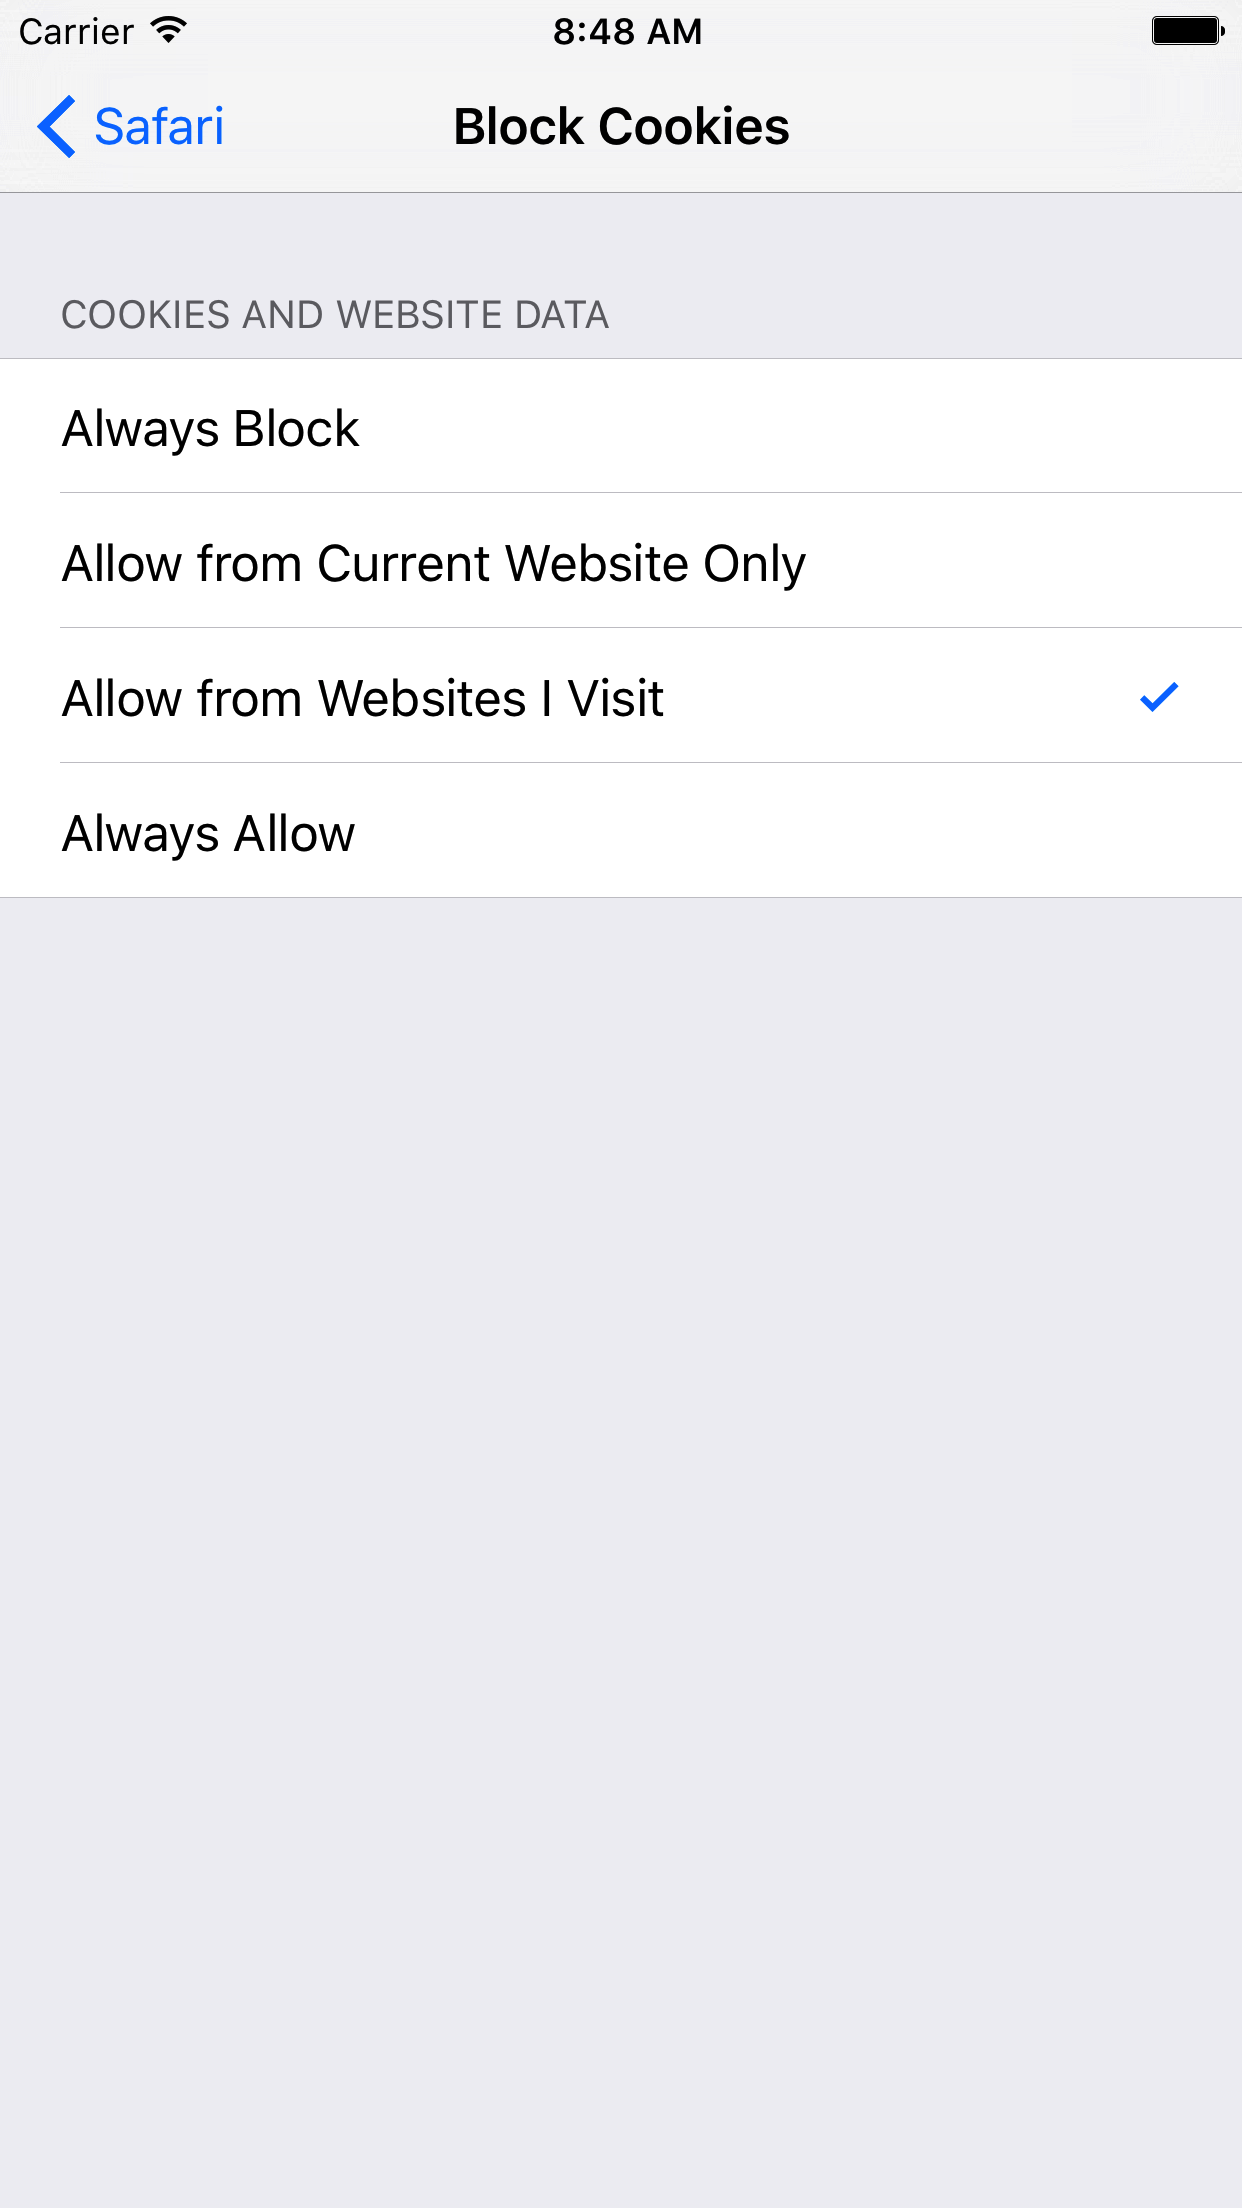 Carrier
8:48 AM
Safari
Block Cookies
COOKIES AND WEBSITE DATA
Always Block
Allow from Current Website Only
Allow from Websites I Visit
Always Allow